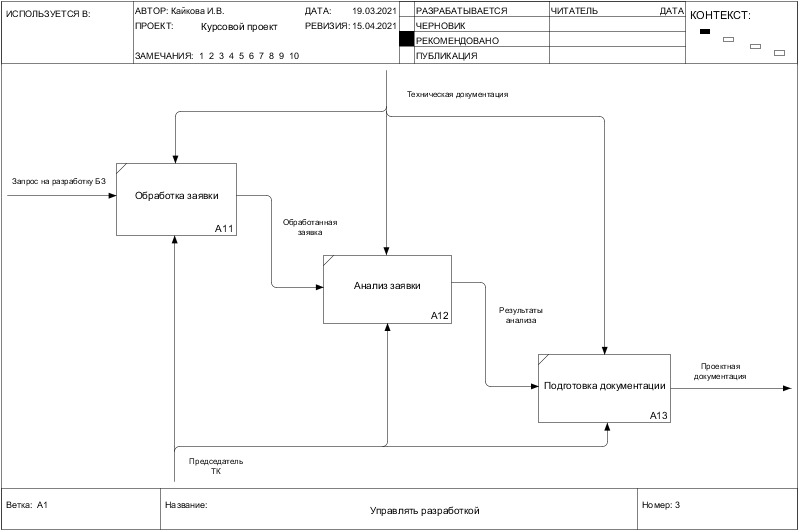 ИСПОЛЬЗУЕТСЯ В:
АВТОР: Кайкова И.В.
ДАТА: 19.03.2021
ПРОЕКТ: Курсовой проект
РЕВИЗИЯ: 15.04.2021
ЗАМЕЧАНИЯ: 1 2 3 4 5 6 7 8 9 10
РАЗРАБАТЫВАЕТСЯ
ЧЕРНОВИК
РЕКОМЕНДОВАНО
ПУБЛИКАЦИЯ
ЧИТАТЕЛЬ
ДАТА
КОНТЕКСТ:
Техническая документация
Запрос на разработку БЗ
Обработка заявки
A11
Обработанная
заявка
Анализ заявки
A12
Результаты
анализа
Подготовка документации
A13
Проектная
документация
Председатель
ТК
Ветка: A1
Название:
Управлять разработкой
Номер: 3